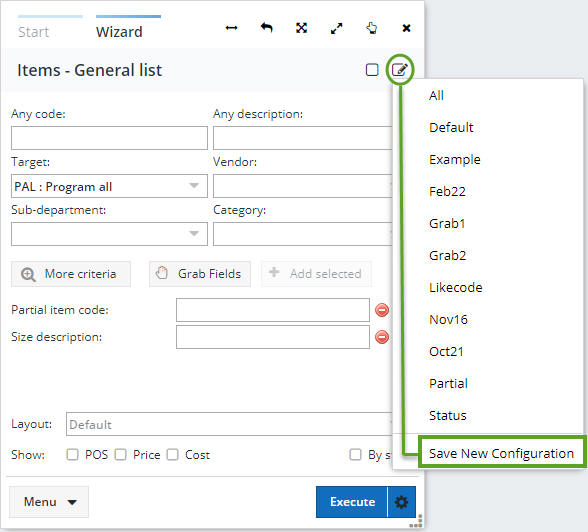 Start Wizard
Items - General list
Any code: Any description:
Target: Vendor:
PAL : Program all
Sub-department: Category:
More criteria Grab Fields Add selected
Partial item code:
Size description:
Layout: Default
Show: POS Price Cost By s
Menu Execute
All
Default
Example
Feb22
Grab1
Grab2
Likecode
Nov16
Oct21
Partial
Status
Save New Configuration